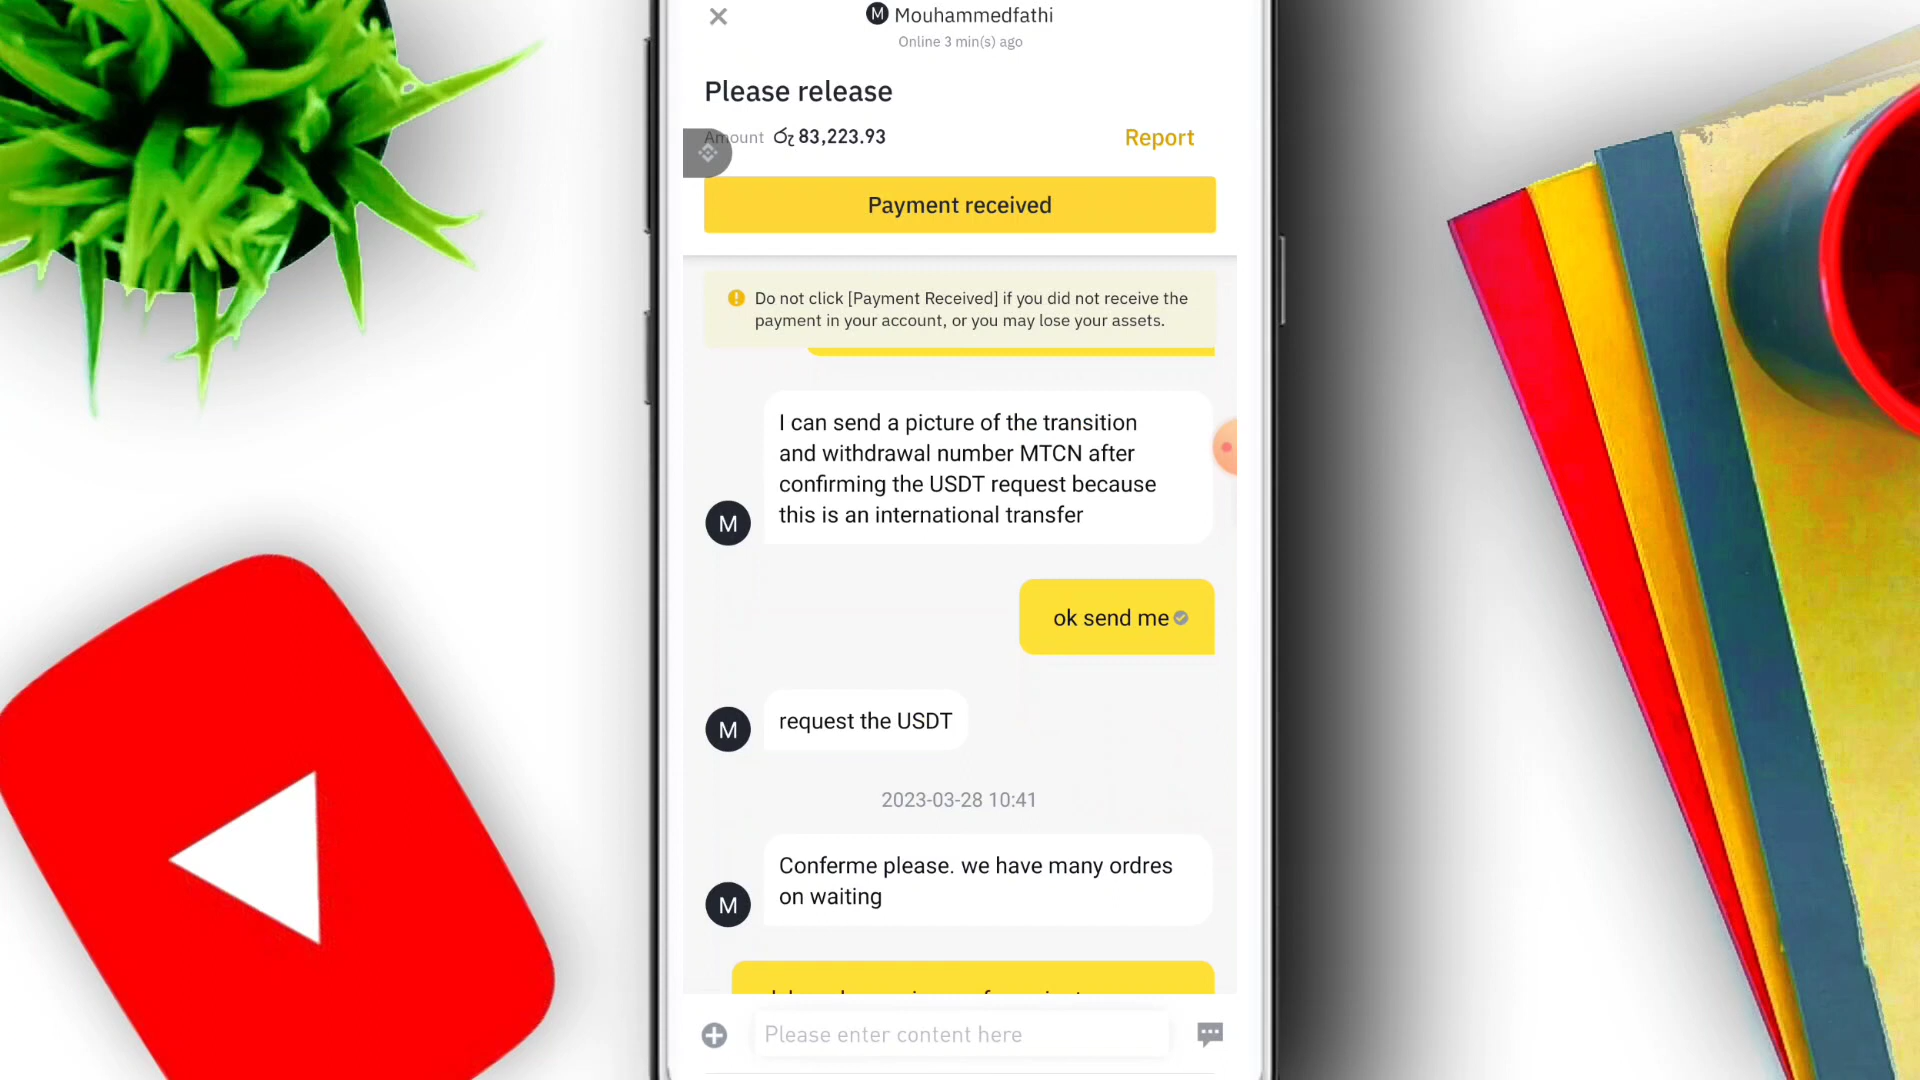 M Mouhammedfathi
Online 3 min(s) ago
Please release
Amount රු 83,223.93
Report
Payment received
Do not click [Payment Received] if you did not receive the
payment in your account, or you may lose your assets.
I can send a picture of the transition
and withdrawal number MTCN after
confirming the USDT request because
this is an international transfer
M
ok send me
request the USDT
M
2023-03-28 10:41
Conferme please. we have many ordres
on waiting
M
Please enter content here